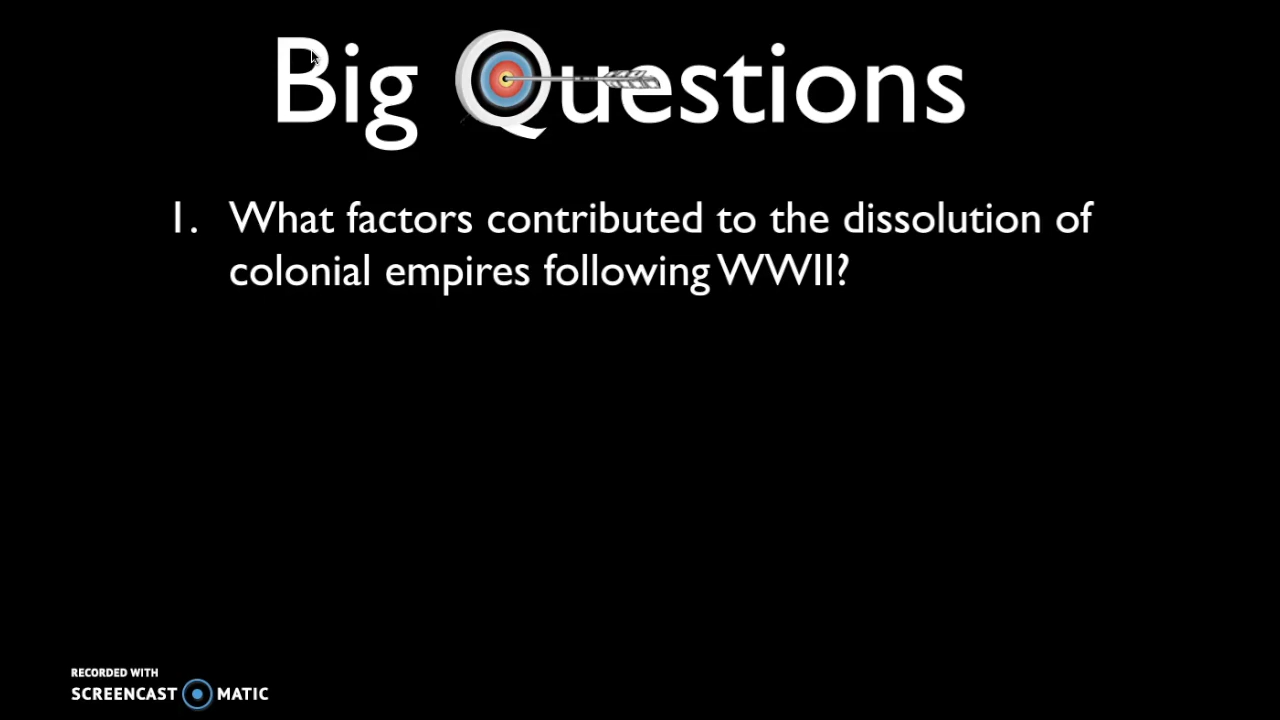 Big Questions
1. What factors contributed to the dissolution of
colonial empires following WWII?
RECORDED WITH
SCREENCAST MATIC